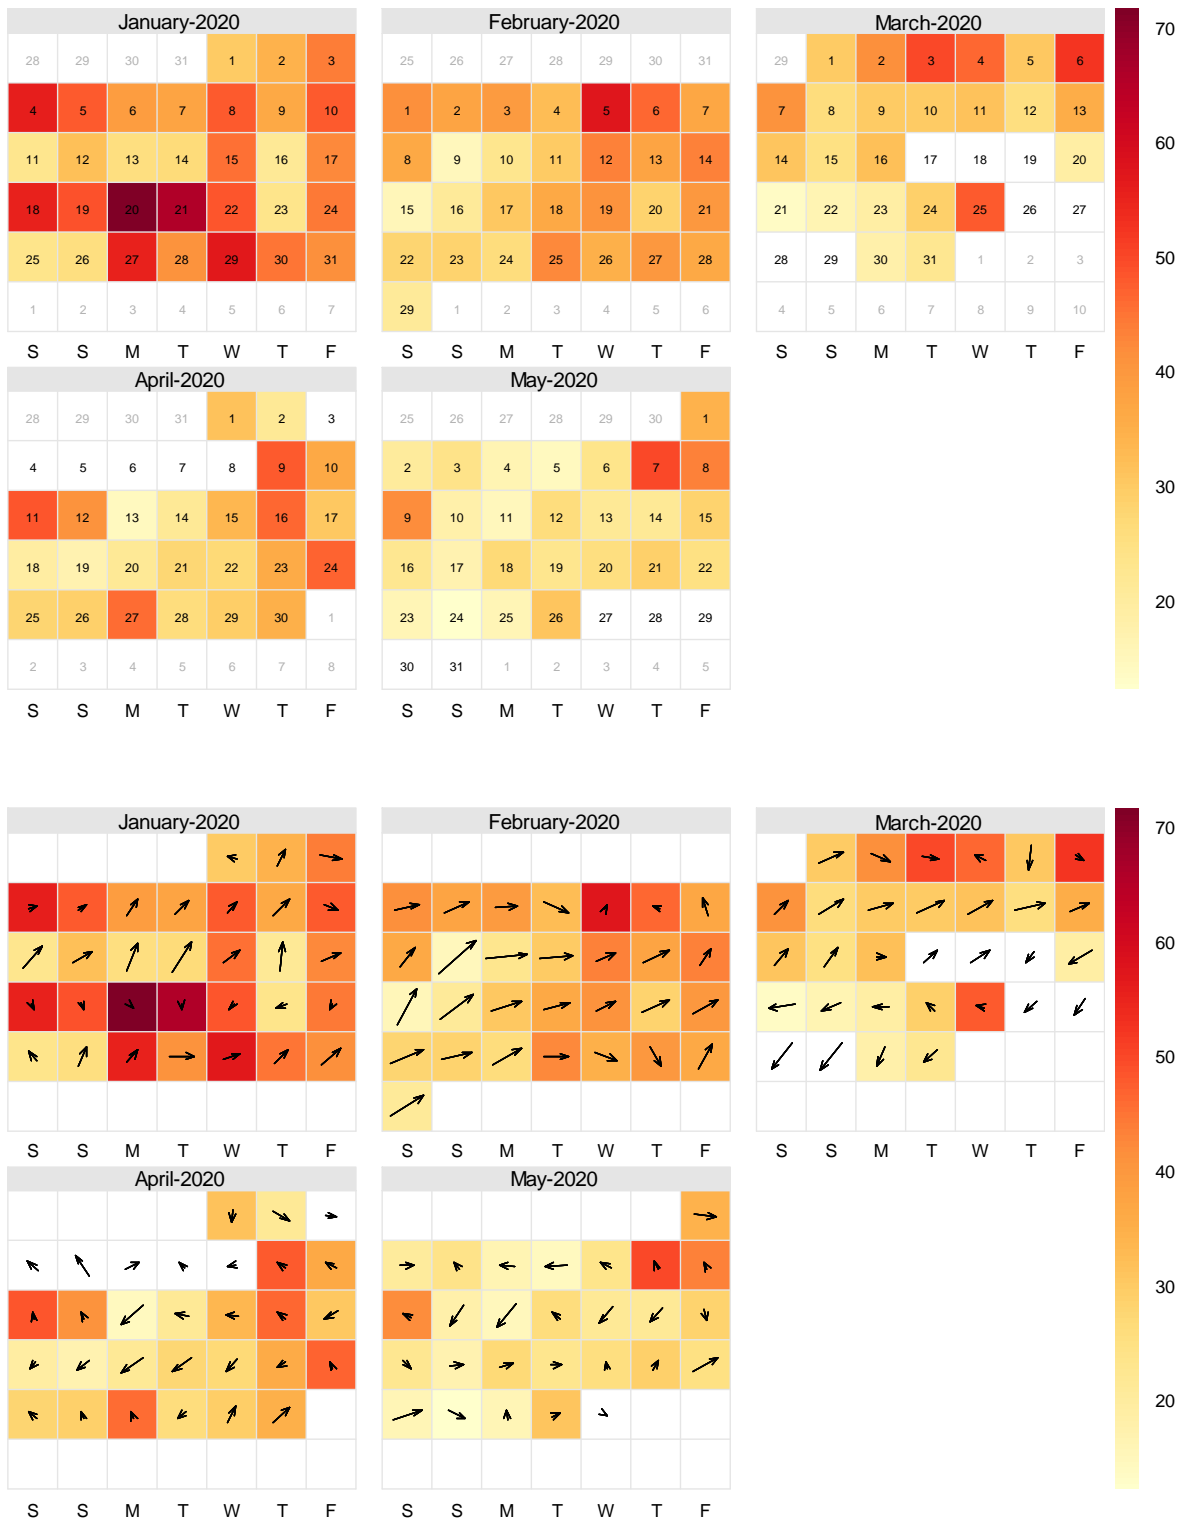 January-2020 February-2020 March-2020
28 29 30 31 1 2 3 25 26 27 28 29 30 31 29 1 2 3 4 5 6
4 5 6 7 8 9 10 1 2 3 4 5 6 7 7 8 9 10 11 12 13
11 12 13 14 15 16 17 8 9 10 11 12 13 14 14 15 16 17 18 19 20
18 19 20 21 22 23 24 15 16 17 18 19 20 21 21 22 23 24 25 26 27
25 26 27 28 29 30 31 22 23 24 25 26 27 28 28 29 30 31 1 2 3
1 2 3 4 5 6 7 29 1 2 3 4 5 6 4 5 6 7 8 9 10
S S M T W T F S S M T W T F S S M T W T F
April-2020 May-2020
28 29 30 31 1 2 3 25 26 27 28 29 30 1
4 5 6 7 8 9 10 2 3 4 5 6 7 8
11 12 13 14 15 16 17 9 10 11 12 13 14 15
18 19 20 21 22 23 24 16 17 18 19 20 21 22
25 26 27 28 29 30 1 23 24 25 26 27 28 29
2 3 4 5 6 7 8 30 31 1 2 3 4 5
S S M T W T F S S M T W T F
70
60
50
40
30
20
January-2020 February-2020 March-2020
S S M T W T F S S M T W T F S S M T W T F
April-2020 May-2020
S S M T W T F S S M T W T F
70
60
50
40
30
20